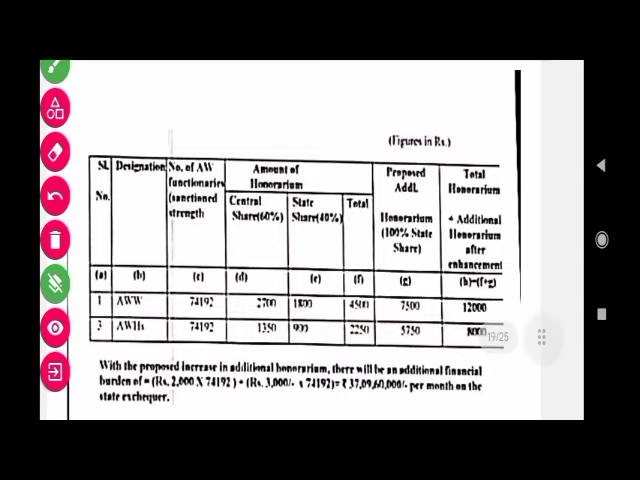 (Figures in Rs.)
Sl. No. Designation No. of AW functionaries (sanctioned strength Amount of Honorarium Proposed Addl. Honorarium (100% State Share) Total Honorarium + Additional Honorarium after enhancement
Central Share(60%) State Share(40%) Total
(a) (b) (c) (d) (e) (f) (g) (h)=(f+g)
1 AWW 74192 2700 1800 4500 7500 12000
3 AWHs 74192 1350 900 2250 5750 8000
19/25
With the proposed increase in additional honorarium, there will be an additional financial
burden of = (Rs. 2,000 X 74192) + (Rs. 3,000/- x 74192)= ₹ 37,09,60,000/- per month on the
state exchequer.